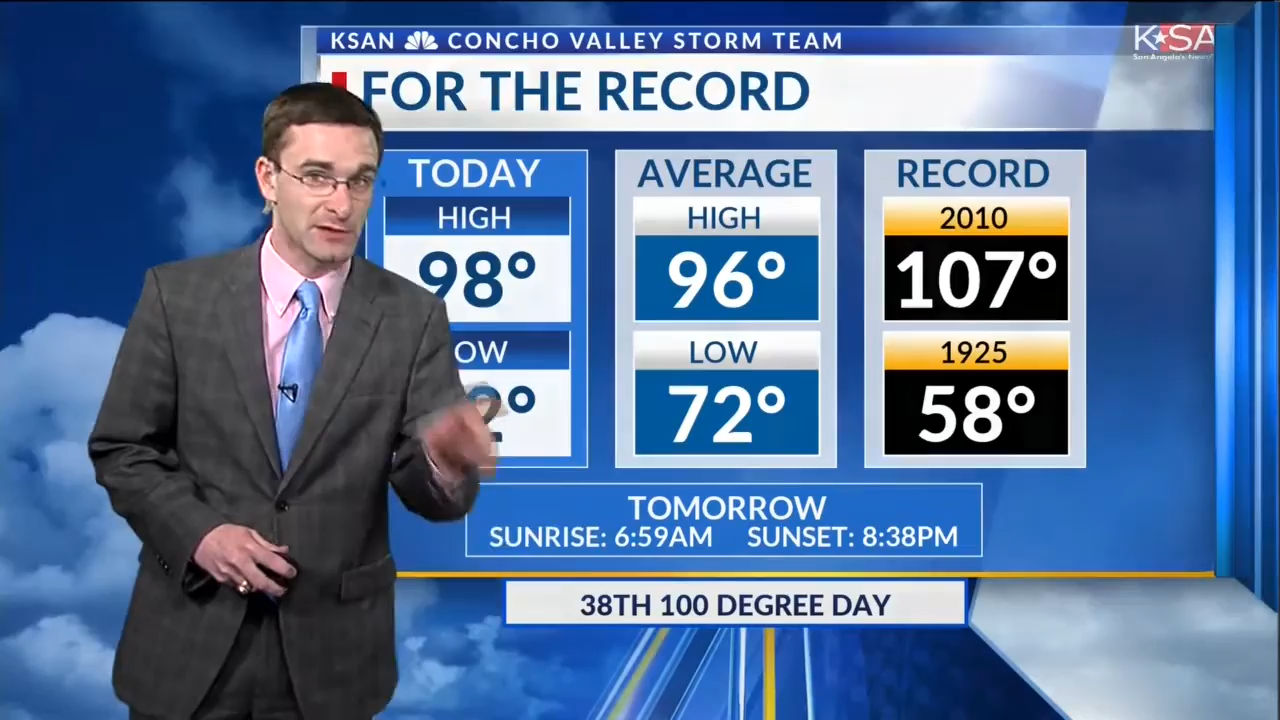 KSAN CONCHO VALLEY STORM TEAM
FOR THE RECORD
TODAY
HIGH
98°
AVERAGE
HIGH
96°
LOW
72°
RECORD
2010
107°
1925
58°
TOMORROW
SUNRISE: 6:59AM SUNSET: 8:38PM
38TH 100 DEGREE DAY